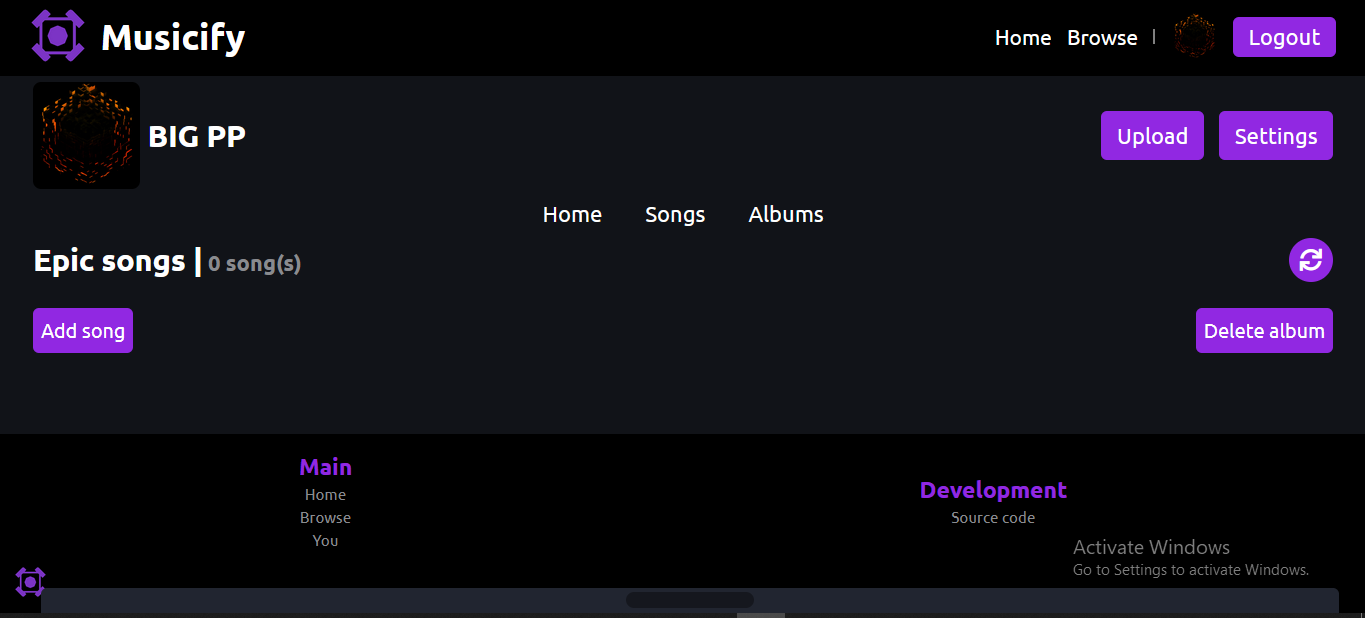 Musicify
Home Browse | Logout
BIG PP
Upload Settings
Home Songs Albums
Epic songs | 0 song(s)
Add song Delete album
Main
Home
Browse
You
Development
Source code
Activate Windows
Go to Settings to activate Windows.